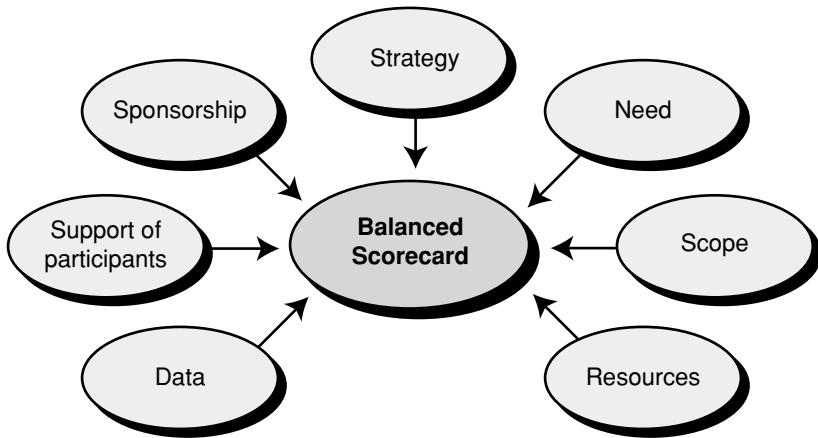 Strategy
Sponsorship
Need
Balanced
Scorecard
Support of
participants
Scope
Data
Resources